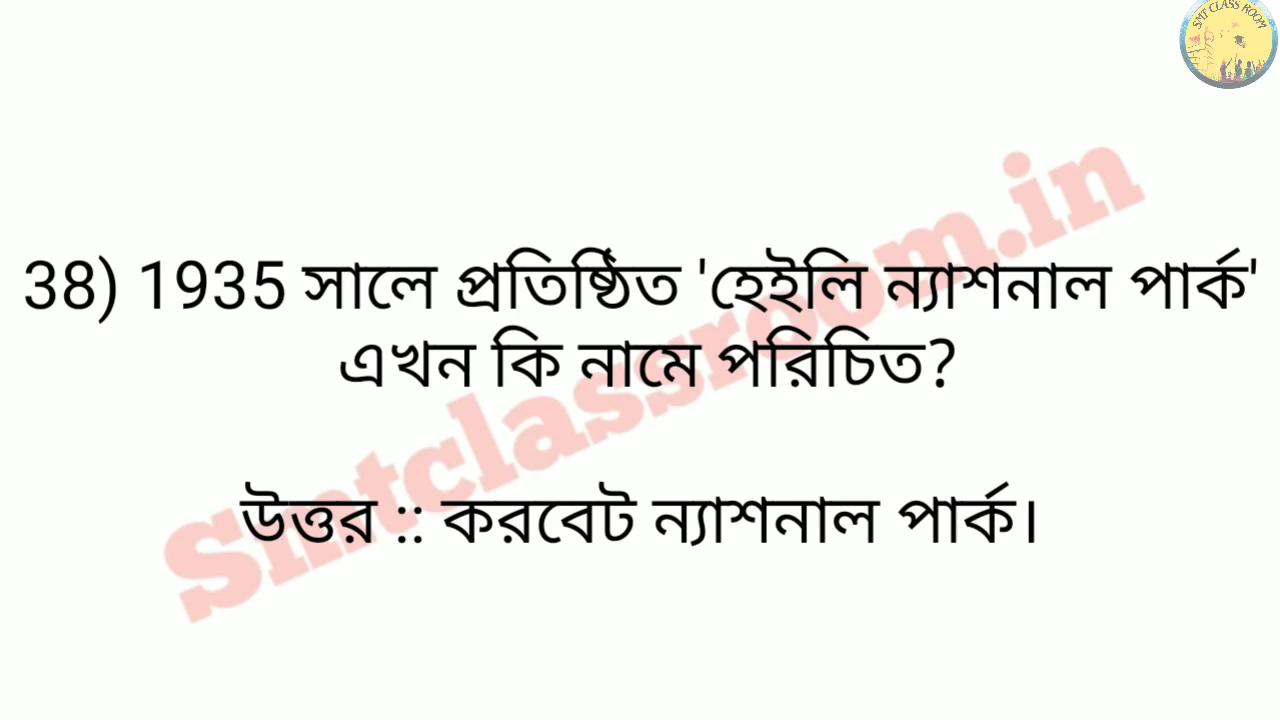 SMT CLASS ROOM
38) 1935 সালে প্রতিষ্ঠিত 'হেইলি ন্যাশনাল পার্ক'
এখন কি নামে পরিচিত?
উত্তর :: করবেট ন্যাশনাল পার্ক।
Smtclassroom.in